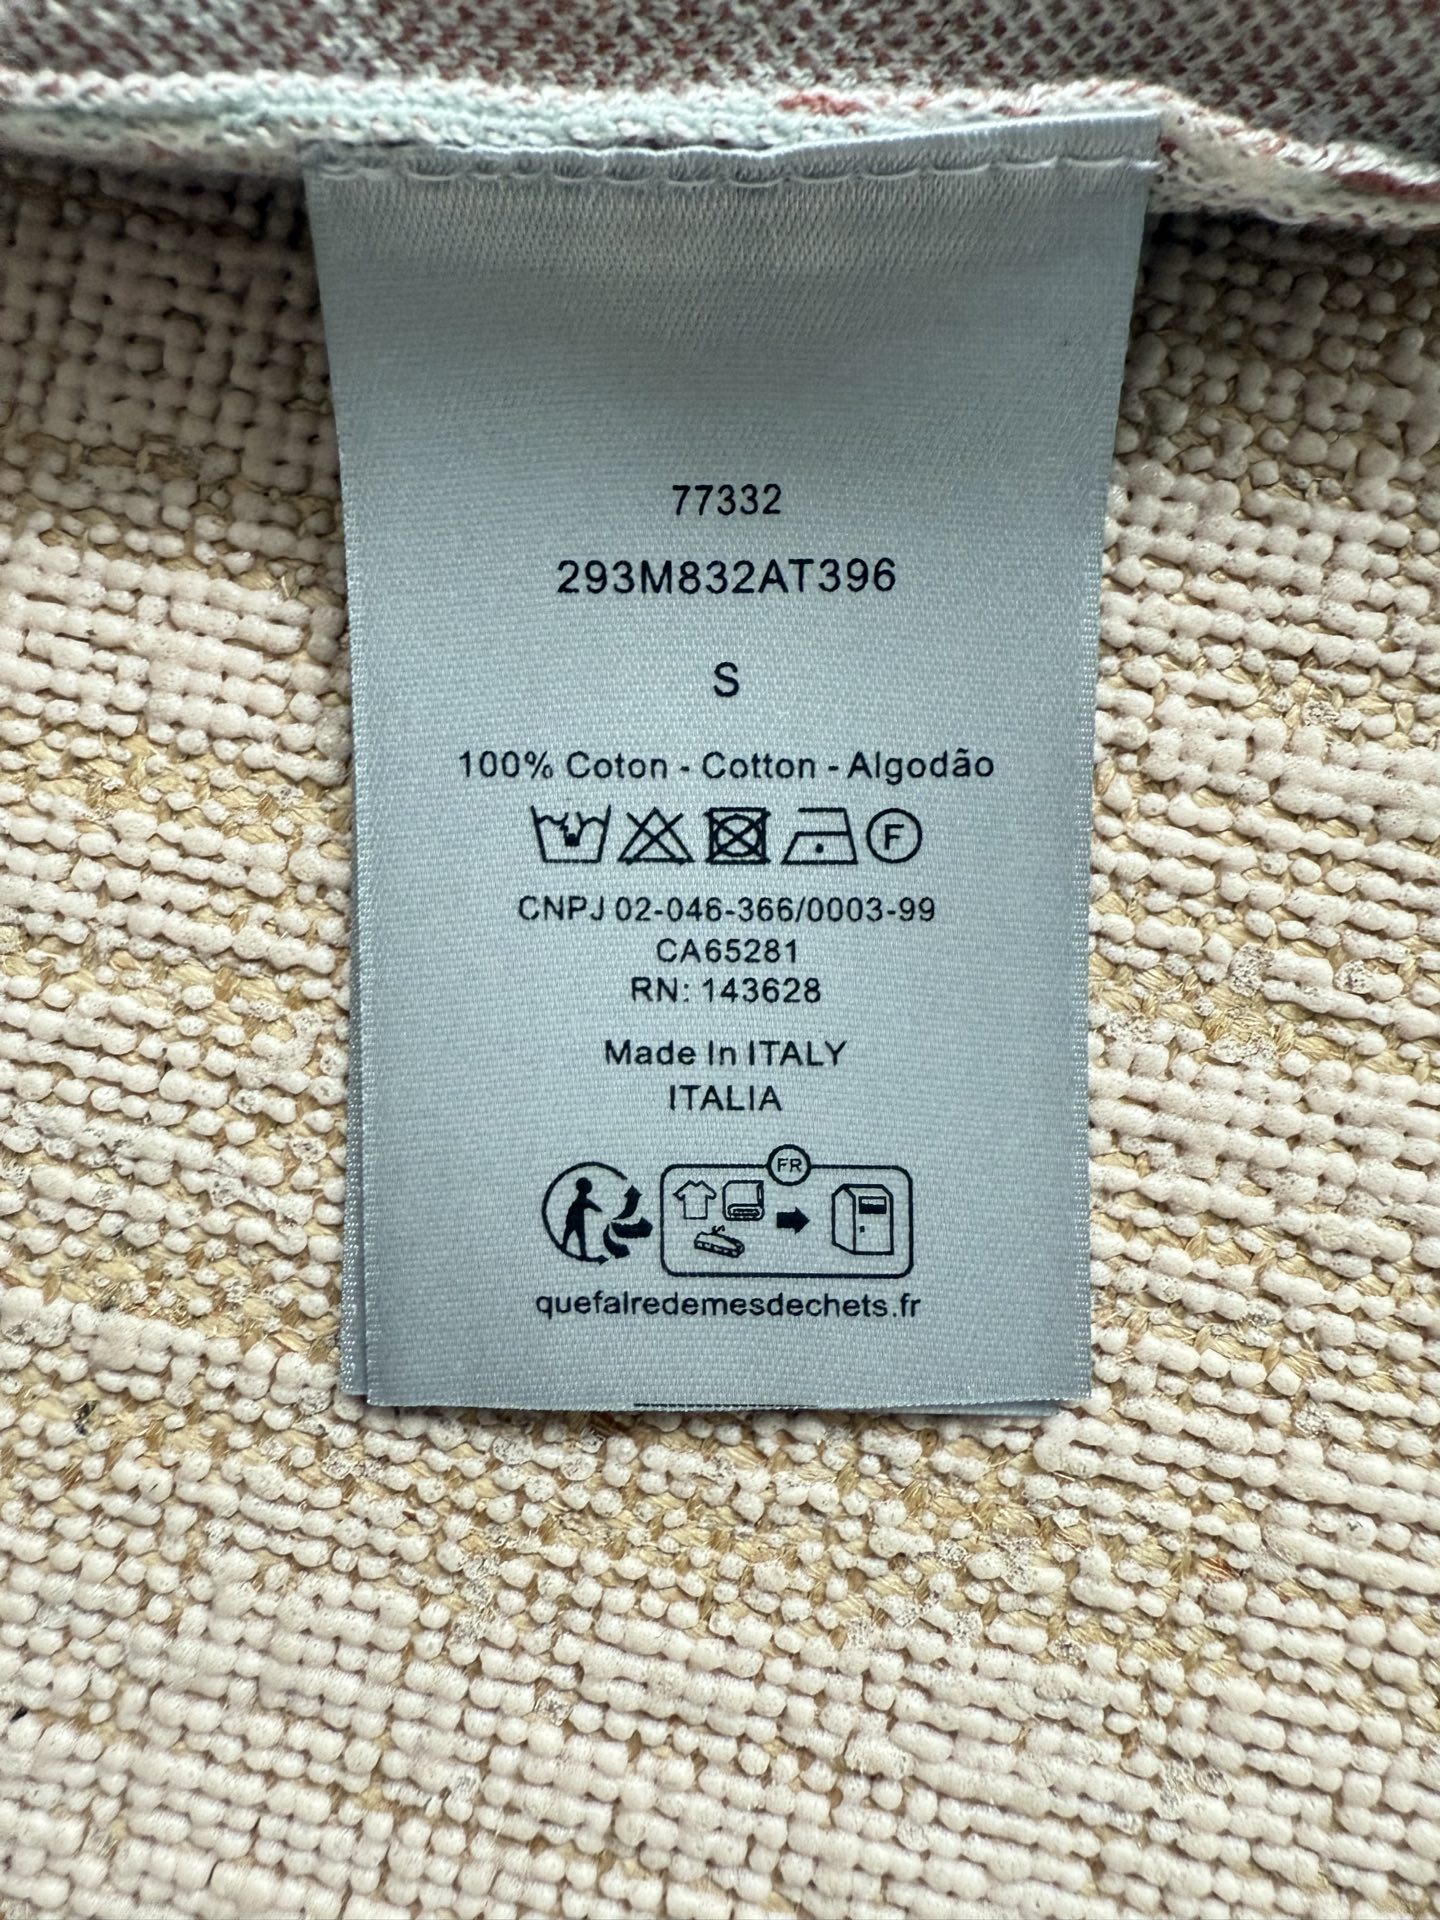 77332
293M832AT396
S
100% Coton - Cotton - Algodão
F
CNPJ 02-046-366/0003-99
CA65281
RN: 143628
Made In ITALY
ITALIA
FR
quefalredemesdechets.fr